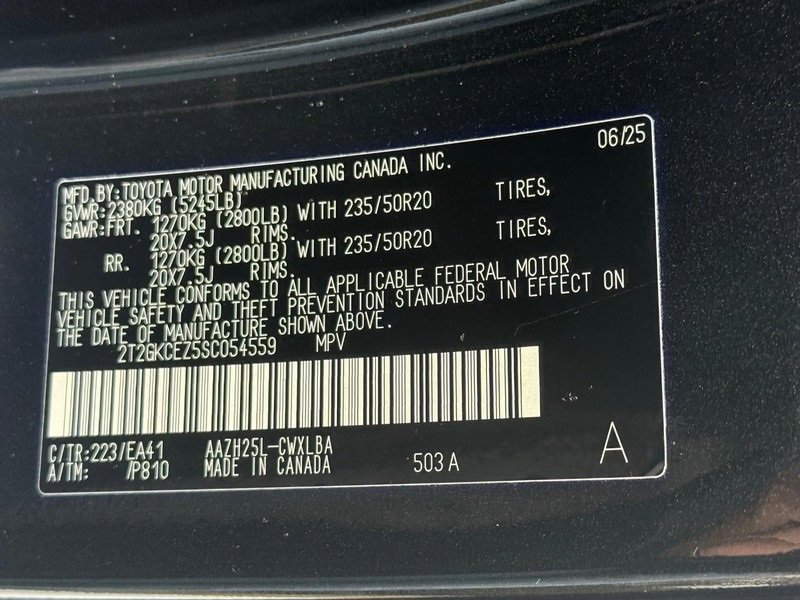 06/25
MFD.BY:TOYOTA MOTOR MANUFACTURING CANADA INC.
GVWR:2380KG (5245LB)
GAWR:FRT. 1270KG (2800LB) WITH 235/50R20 TIRES,
20X7.5J RIMS.
RR. 1270KG (2800LB) WITH 235/50R20 TIRES,
20X7.5J RIMS.
THIS VEHICLE CONFORMS TO ALL APPLICABLE FEDERAL MOTOR
VEHICLE SAFETY AND THEFT PREVENTION STANDARDS IN EFFECT ON
THE DATE OF MANUFACTURE SHOWN ABOVE.
2T2GKCEZ5SC054559 MPV
C/TR:223/EA41 AAZH25L-CWXLBA
A/TM: /P810 MADE IN CANADA 503 A
A